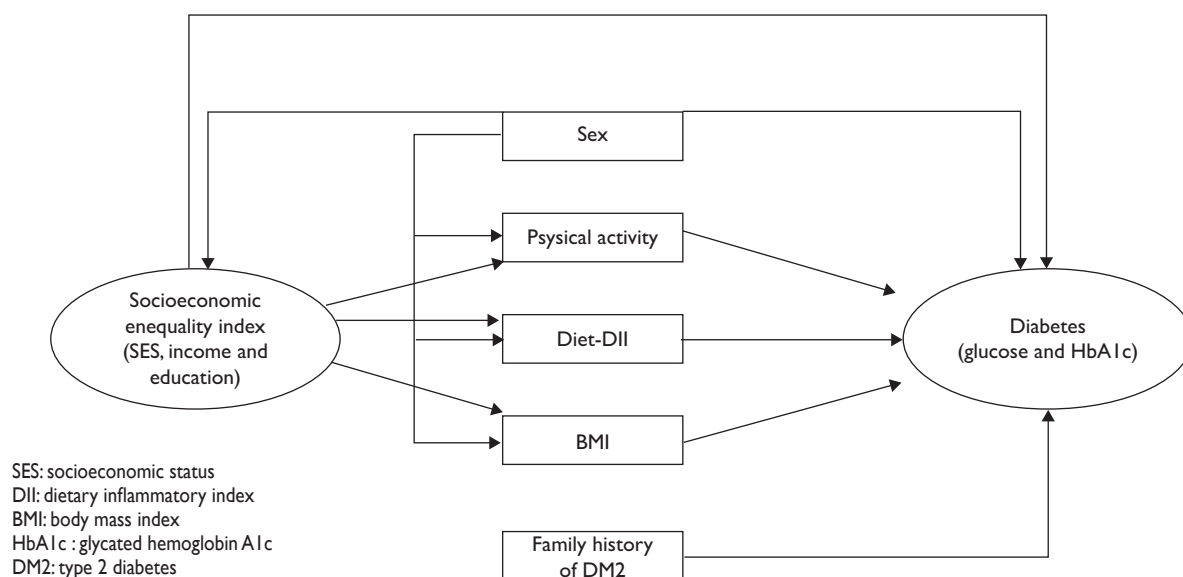 Sex
Psysical activity
Socioeconomic
enequality index
(SES, income and
education)
Diet-DII
Diabetes
(glucose and HbA1c)
BMI
SES: socioeconomic status
DII: dietary inflammatory index
BMI: body mass index
HbA1c : glycated hemoglobin A1c
DM2: type 2 diabetes
Family history
of DM2